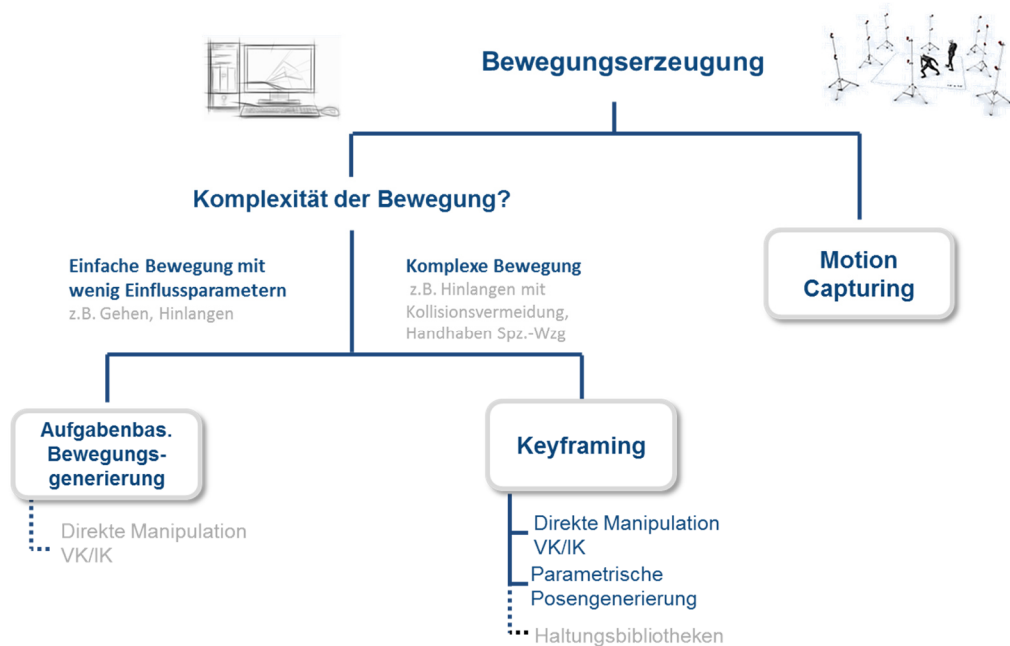 Bewegungserzeugung
Komplexität der Bewegung?
Einfache Bewegung mit
wenig Einflussparametern
z.B. Gehen, Hinlangen
Komplexe Bewegung
z.B. Hinlangen mit
Kollisionsvermeidung,
Handhaben Spz.-Wzg
Motion
Capturing
Aufgabenbas.
Bewegungs-
generierung
Direkte Manipulation
VK/IK
Keyframing
Direkte Manipulation
VK/IK
Parametrische
Posengenerierung
Haltungsbibliotheken